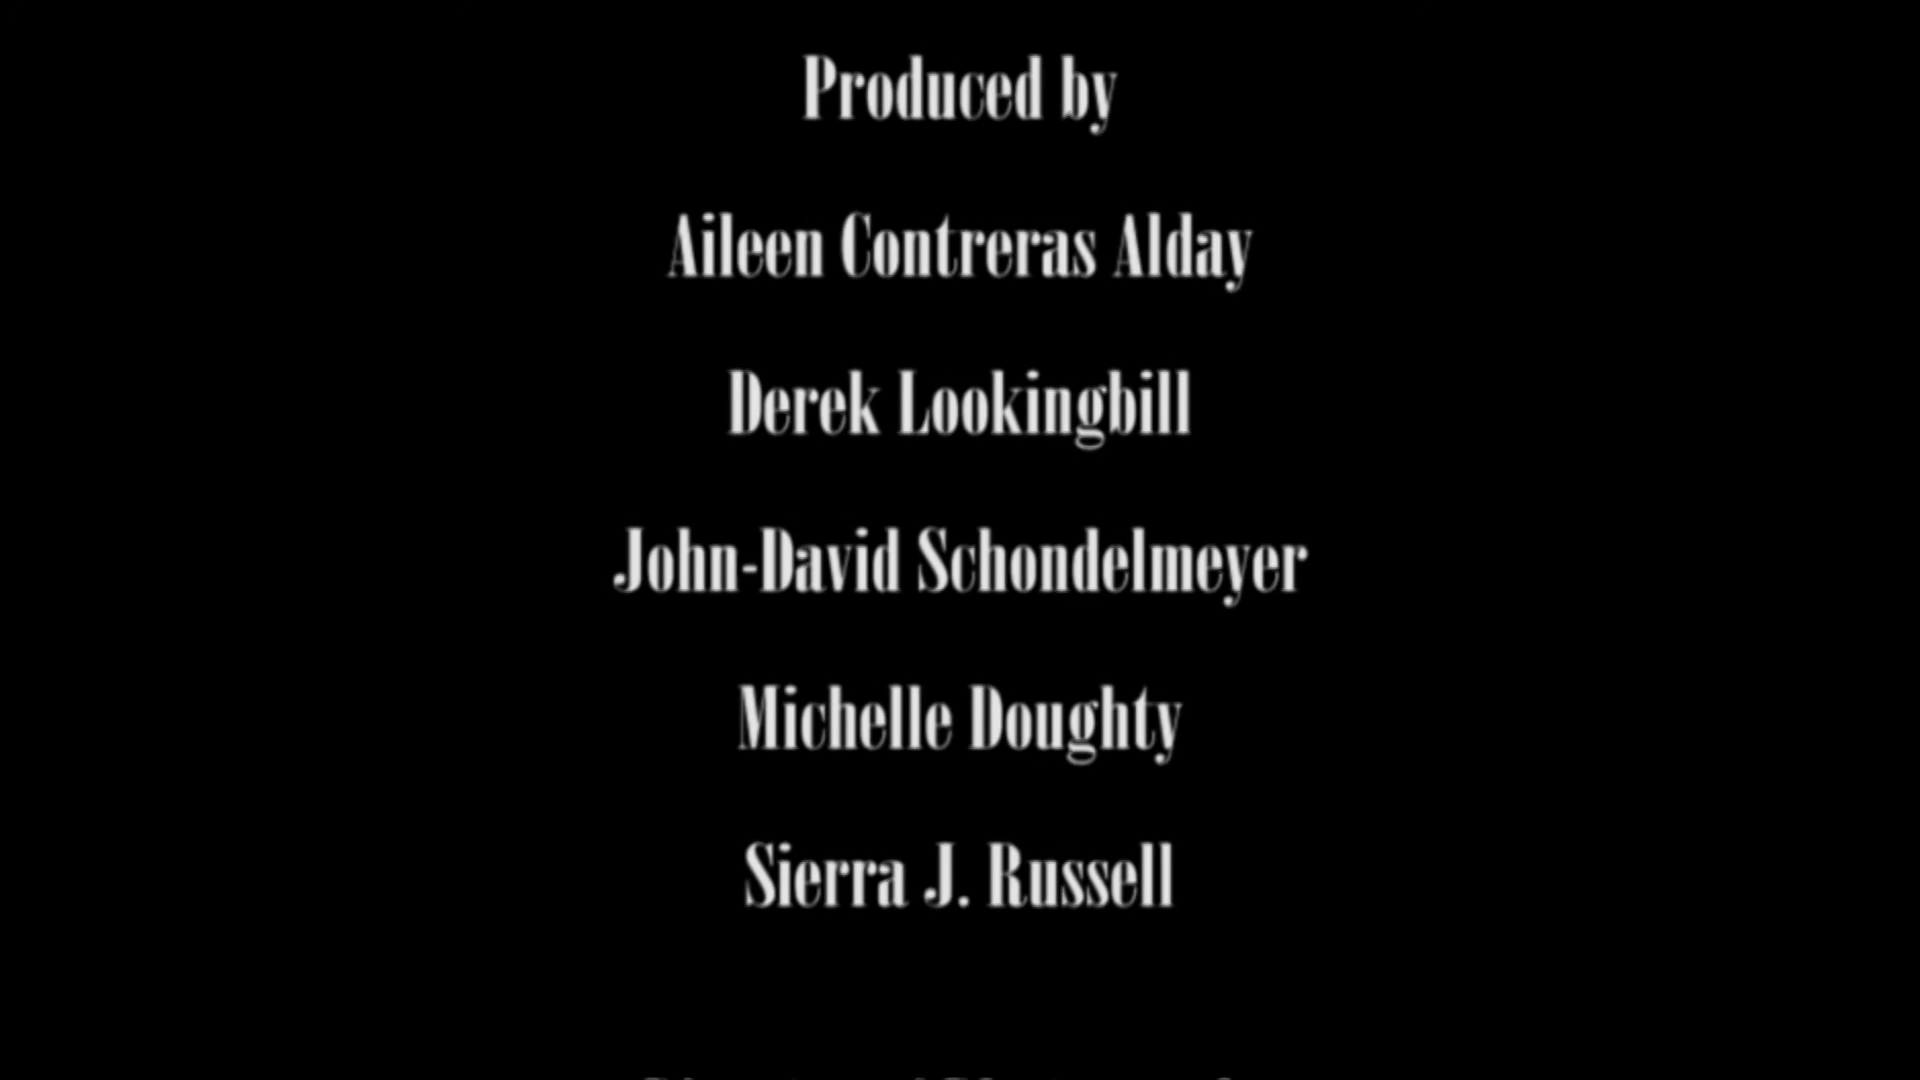 Produced by
Aileen Contreras Alday
Derek Lookingbill
John-David Schondelmeyer
Michelle Doughty
Sierra J. Russell